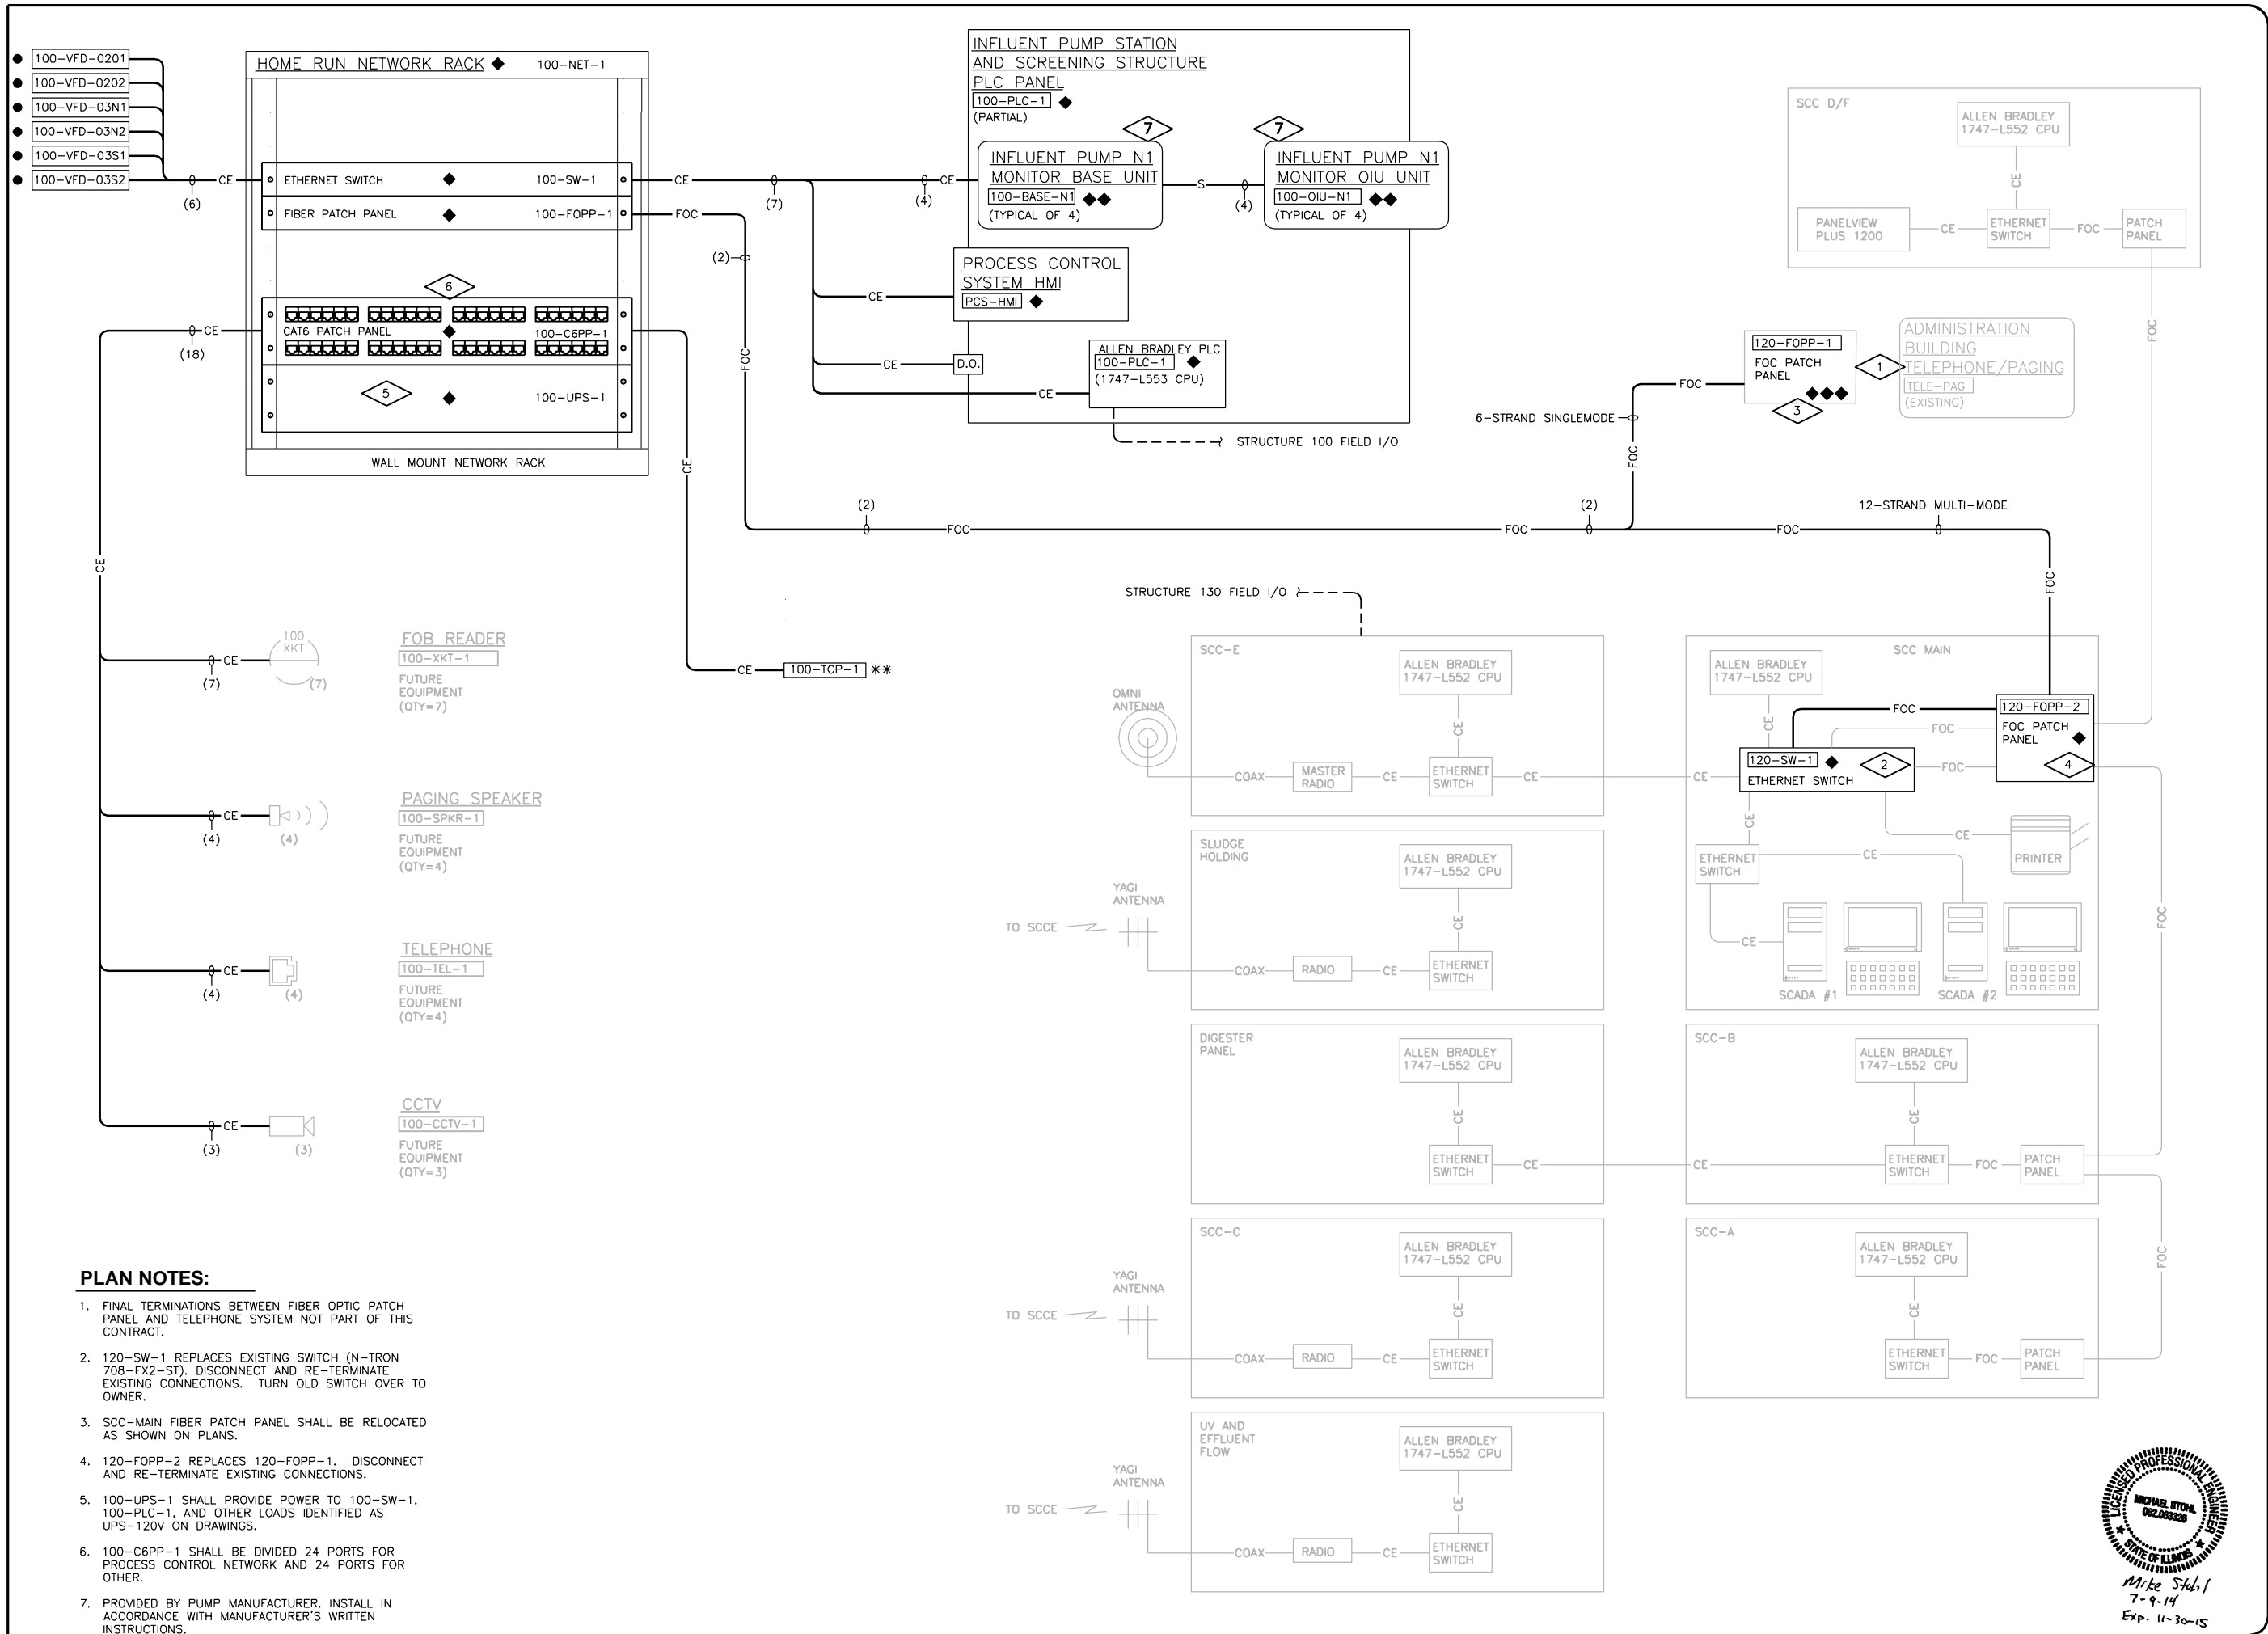 100-VFD-0201
100-VFD-0202
100-VFD-03N1
100-VFD-03N2
100-VFD-03S1
100-VFD-03S2
CE
(6)
HOME RUN NETWORK RACK
100-NET-1
ETHERNET SWITCH
100-SW-1
FIBER PATCH PANEL
100-FOPP-1
6
CAT6 PATCH PANEL
100-C6PP-1
5
100-UPS-1
WALL MOUNT NETWORK RACK
CE
(18)
CE
CE
(7)
FOC
(2)
FOC
CE
CE
(4)
CE
CE
CE
INFLUENT PUMP STATION
AND SCREENING STRUCTURE
PLC PANEL
100-PLC-1
(PARTIAL)
7
7
INFLUENT PUMP N1
MONITOR BASE UNIT
100-BASE-N1
(TYPICAL OF 4)
S
(4)
INFLUENT PUMP N1
MONITOR OIU UNIT
100-OIU-N1
(TYPICAL OF 4)
PROCESS CONTROL
SYSTEM HMI
PCS-HMI
D.O.
ALLEN BRADLEY PLC
100-PLC-1
(1747-L553 CPU)
STRUCTURE 100 FIELD I/O
SCC D/F
ALLEN BRADLEY
1747-L552 CPU
CE
PANELVIEW
PLUS 1200
CE
ETHERNET
SWITCH
FOC
PATCH
PANEL
FOC
120-FOPP-1
FOC PATCH
PANEL
3
1
ADMINISTRATION
BUILDING
TELEPHONE/PAGING
TELE-PAG
(EXISTING)
FOC
6-STRAND SINGLEMODE
FOC
(2)
FOC
(2)
FOC
FOC
12-STRAND MULTI-MODE
FOC
CE
100-TCP-1 **
CE
(7)
100
XKT
(7)
FOB READER
100-XKT-1
FUTURE
EQUIPMENT
(QTY=7)
CE
(4)
(4)
PAGING SPEAKER
100-SPKR-1
FUTURE
EQUIPMENT
(QTY=4)
CE
(4)
(4)
TELEPHONE
100-TEL-1
FUTURE
EQUIPMENT
(QTY=4)
CE
(3)
(3)
CCTV
100-CCTV-1
FUTURE
EQUIPMENT
(QTY=3)
STRUCTURE 130 FIELD I/O
SCC-E
ALLEN BRADLEY
1747-L552 CPU
CE
OMNI
ANTENNA
COAX
MASTER
RADIO
CE
ETHERNET
SWITCH
CE
CE
SCC MAIN
ALLEN BRADLEY
1747-L552 CPU
CE
FOC
FOC
FOC
120-FOPP-2
FOC PATCH
PANEL
4
120-SW-1
2
ETHERNET SWITCH
CE
CE
PRINTER
ETHERNET
SWITCH
CE
CE
SCADA #1
SCADA #2
FOC
SLUDGE
HOLDING
ALLEN BRADLEY
1747-L552 CPU
CE
YAGI
ANTENNA
TO SCCE
COAX
RADIO
CE
ETHERNET
SWITCH
DIGESTER
PANEL
ALLEN BRADLEY
1747-L552 CPU
CE
ETHERNET
SWITCH
CE
CE
SCC-B
ALLEN BRADLEY
1747-L552 CPU
CE
ETHERNET
SWITCH
FOC
PATCH
PANEL
SCC-C
ALLEN BRADLEY
1747-L552 CPU
CE
YAGI
ANTENNA
TO SCCE
COAX
RADIO
CE
ETHERNET
SWITCH
SCC-A
ALLEN BRADLEY
1747-L552 CPU
CE
ETHERNET
SWITCH
FOC
PATCH
PANEL
FOC
UV AND
EFFLUENT
FLOW
ALLEN BRADLEY
1747-L552 CPU
CE
YAGI
ANTENNA
TO SCCE
COAX
RADIO
CE
ETHERNET
SWITCH
PLAN NOTES:
1. FINAL TERMINATIONS BETWEEN FIBER OPTIC PATCH
PANEL AND TELEPHONE SYSTEM NOT PART OF THIS
CONTRACT.
2. 120-SW-1 REPLACES EXISTING SWITCH (N-TRON
708-FX2-ST). DISCONNECT AND RE-TERMINATE
EXISTING CONNECTIONS. TURN OLD SWITCH OVER TO
OWNER.
3. SCC-MAIN FIBER PATCH PANEL SHALL BE RELOCATED
AS SHOWN ON PLANS.
4. 120-FOPP-2 REPLACES 120-FOPP-1. DISCONNECT
AND RE-TERMINATE EXISTING CONNECTIONS.
5. 100-UPS-1 SHALL PROVIDE POWER TO 100-SW-1,
100-PLC-1, AND OTHER LOADS IDENTIFIED AS
UPS-120V ON DRAWINGS.
6. 100-C6PP-1 SHALL BE DIVIDED 24 PORTS FOR
PROCESS CONTROL NETWORK AND 24 PORTS FOR
OTHER.
7. PROVIDED BY PUMP MANUFACTURER. INSTALL IN
ACCORDANCE WITH MANUFACTURER'S WRITTEN
INSTRUCTIONS.
LICENSED PROFESSIONAL ENGINEER
MICHAEL STOHL
062.063326
STATE OF ILLINOIS
Mike Stohl
7-9-14
Exp. 11-30-15